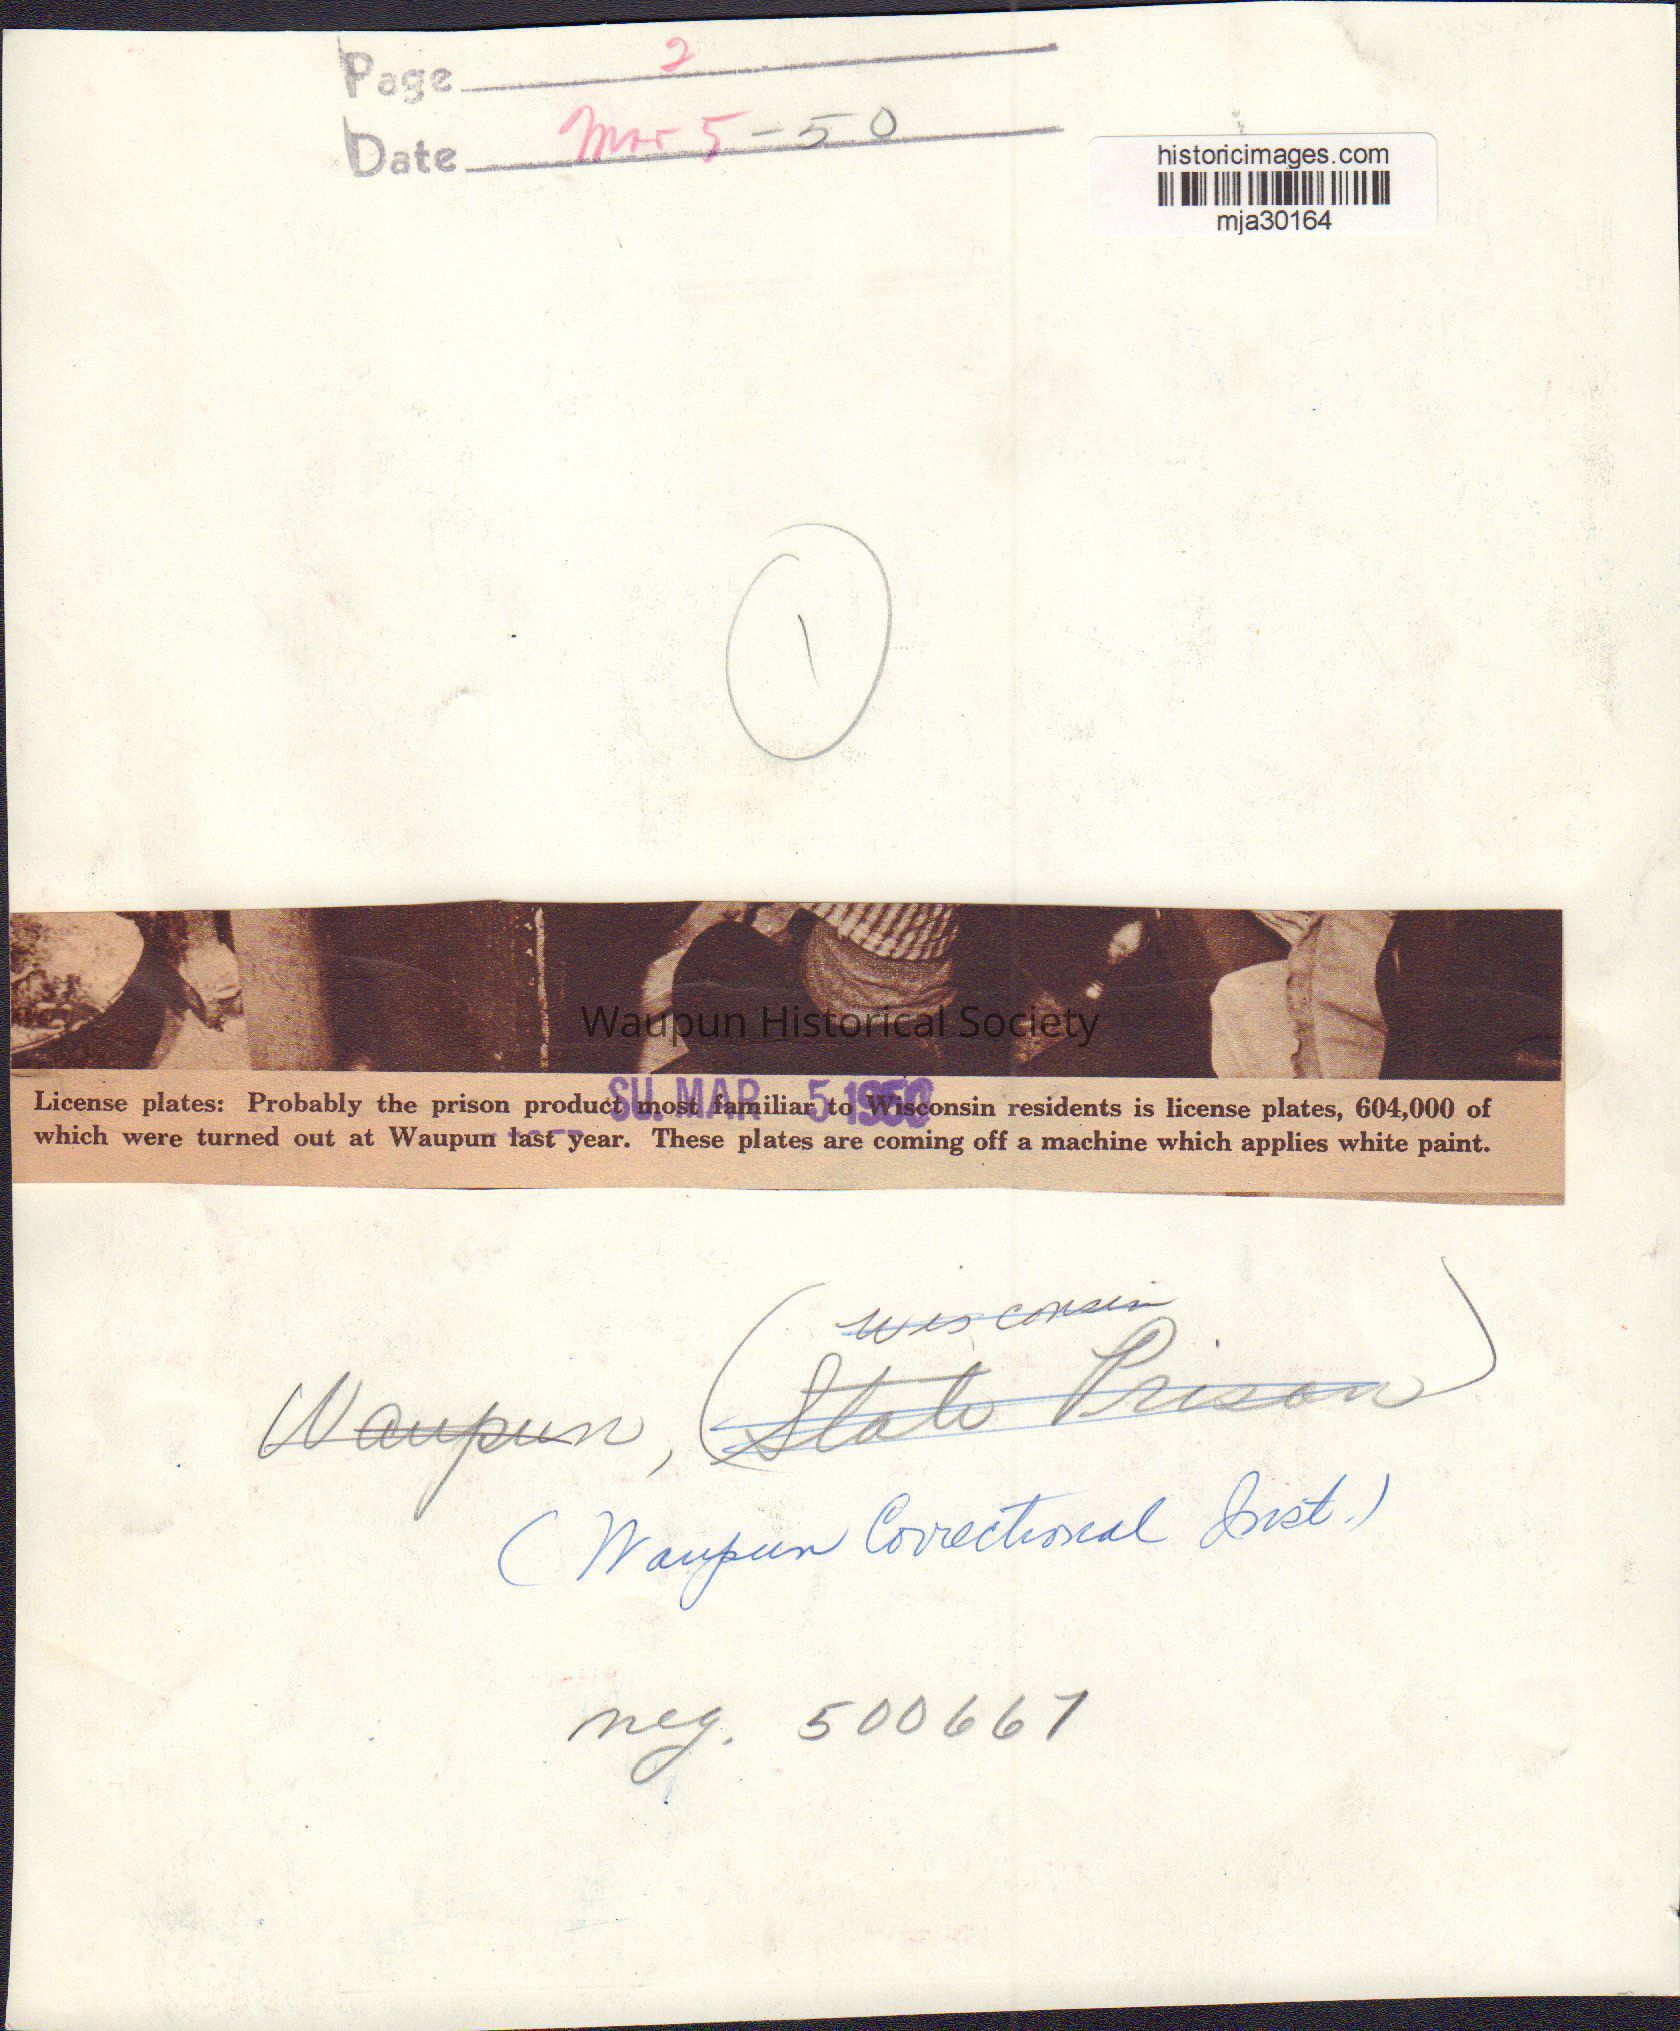 Page 2
Date Mar 5-50
historicimages.com
mja30164
1
Waupun Historical Society
SU. MAR 5 1950
License plates: Probably the prison product most familiar to Wisconsin residents is license plates, 604,000 of
which were turned out at Waupun last year. These plates are coming off a machine which applies white paint.
Wisconsin
Waupun, (State Prison)
(Waupun Correctional Inst.)
neg. 500667